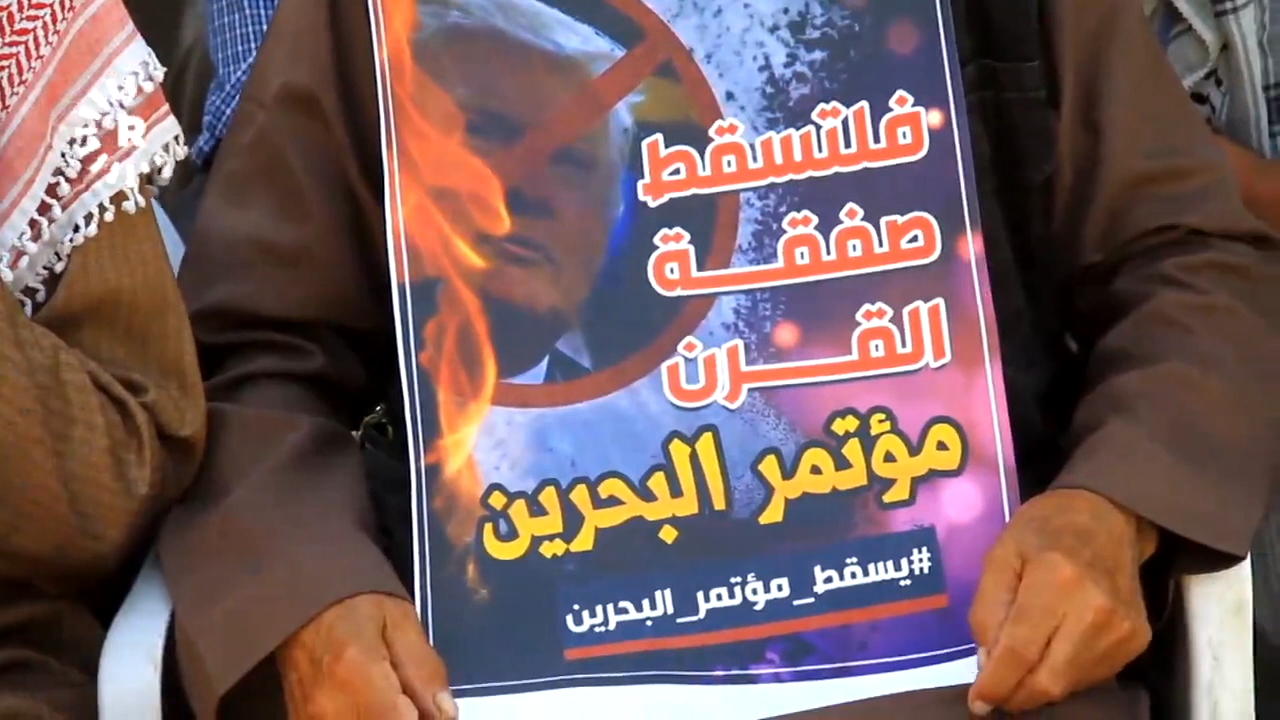 فلتسقط
صفقة
القرن
مؤتمر البحرين
#يسقط_مؤتمر_البحرين
R